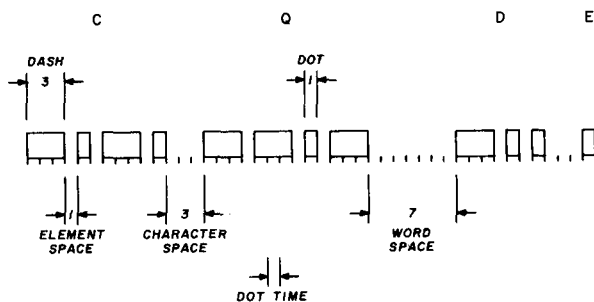 C Q D E
DASH DOT
3 1
1 3 7
ELEMENT SPACE CHARACTER SPACE WORD SPACE
DOT TIME